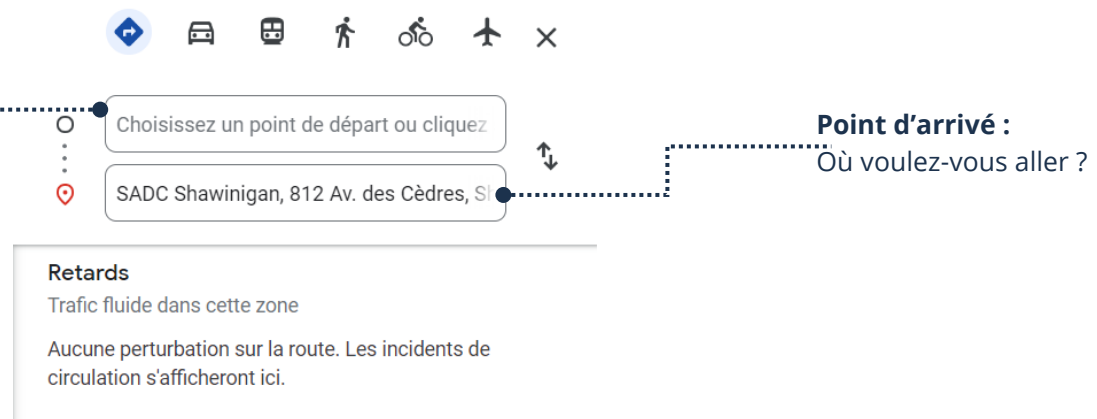 Choisissez un point de départ ou cliquez
SADC Shawinigan, 812 Av. des Cèdres,
Point d’arrivé :
Où voulez-vous aller ?
Retards
Trafic fluide dans cette zone
Aucune perturbation sur la route. Les incidents de
circulation s'afficheront ici.